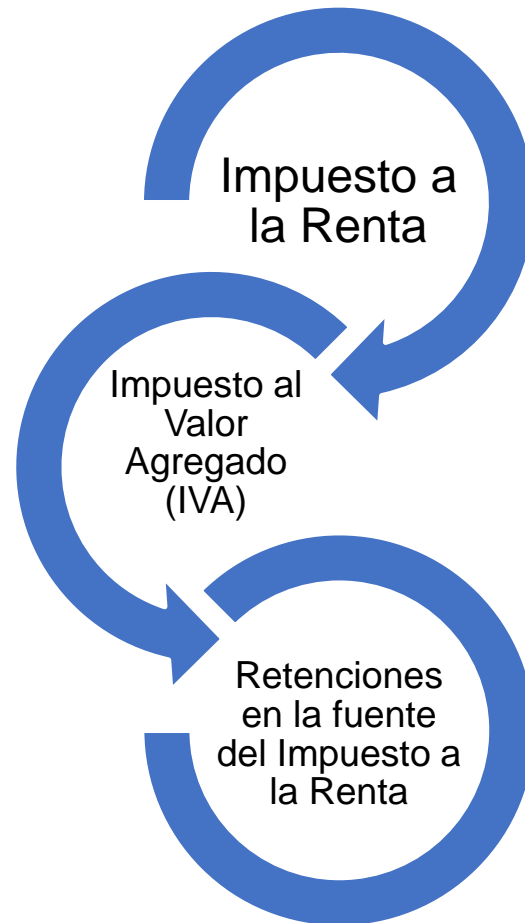 Impuesto a
la Renta
Impuesto al
Valor
Agregado
(IVA)
Retenciones
en la fuente
del Impuesto a
la Renta